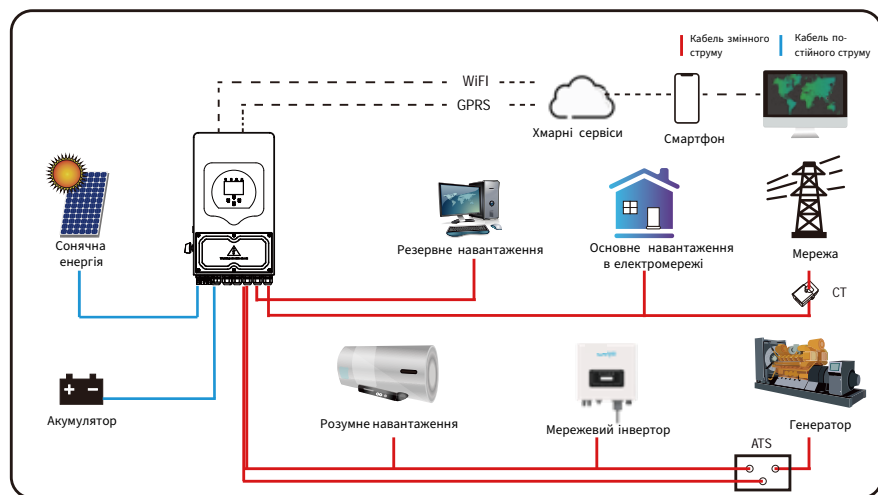 Кабель змінного
струму
Кабель по-
стійного струму
WiFI
GPRS
Хмарні сервіси
Смартфон
Сонячна
енергія
Резервне навантаження
Основне навантаження
в електромережі
Мережа
CT
Акумулятор
Розумне навантаження
Мережевий інвертор
Генератор
ATS